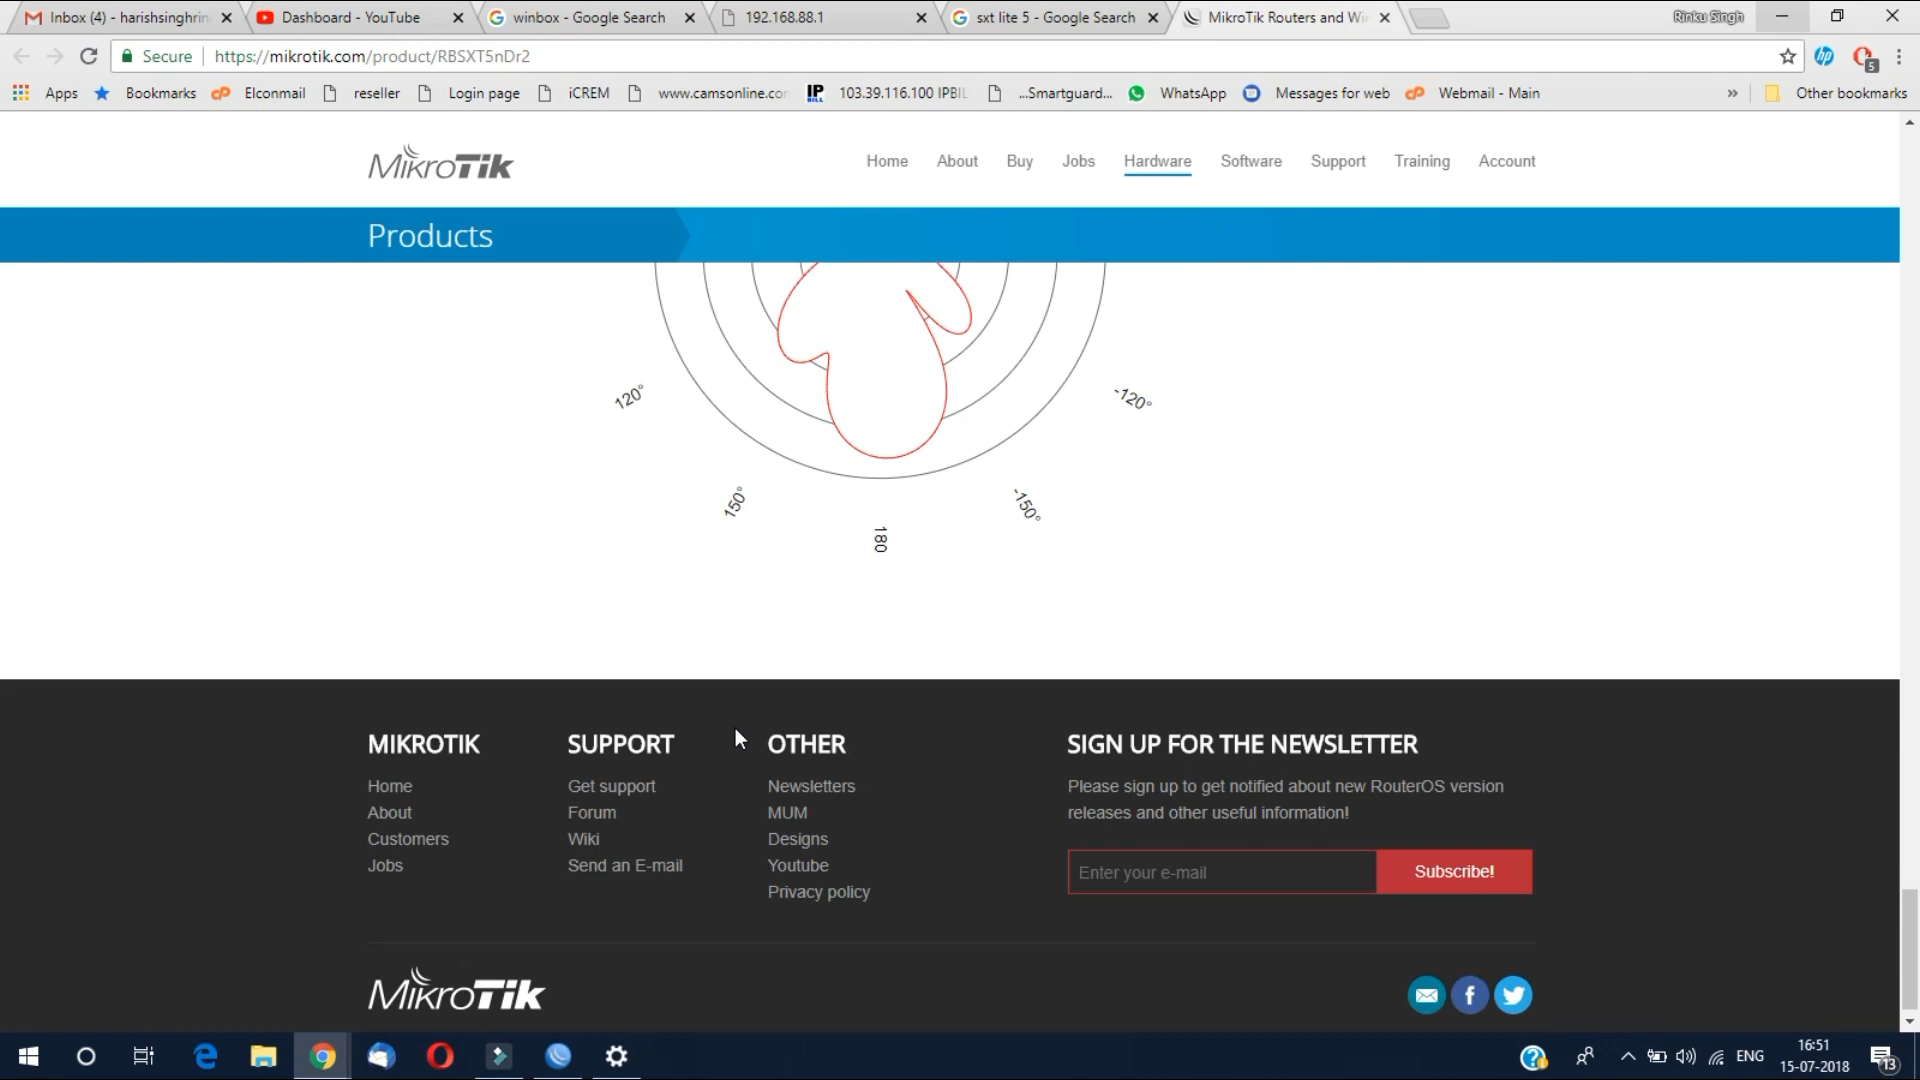 Inbox (4) - harishsinghrin
Dashboard - YouTube
winbox - Google Search
192.168.88.1
sxt lite 5 - Google Search
MikroTik Routers and Wi
Rinku Singh
Secure
https://mikrotik.com/product/RBSXT5nDr2
5
Apps
Bookmarks
Elconmail
reseller
Login page
iCREM
www.camsonline.co
IP BILL
103.39.116.100 IPBIL
...Smartguard...
WhatsApp
Messages for web
Webmail - Main
»
Other bookmarks
MikroTik
Home
About
Buy
Jobs
Hardware
Software
Support
Training
Account
Products
120°
-120°
150°
-150°
180
MIKROTIK
Home
About
Customers
Jobs
SUPPORT
Get support
Forum
Wiki
Send an E-mail
OTHER
Newsletters
MUM
Designs
Youtube
Privacy policy
SIGN UP FOR THE NEWSLETTER
Please sign up to get notified about new RouterOS version
releases and other useful information!
Enter your e-mail
Subscribe!
MikroTik
ENG
16:51
15-07-2018
13